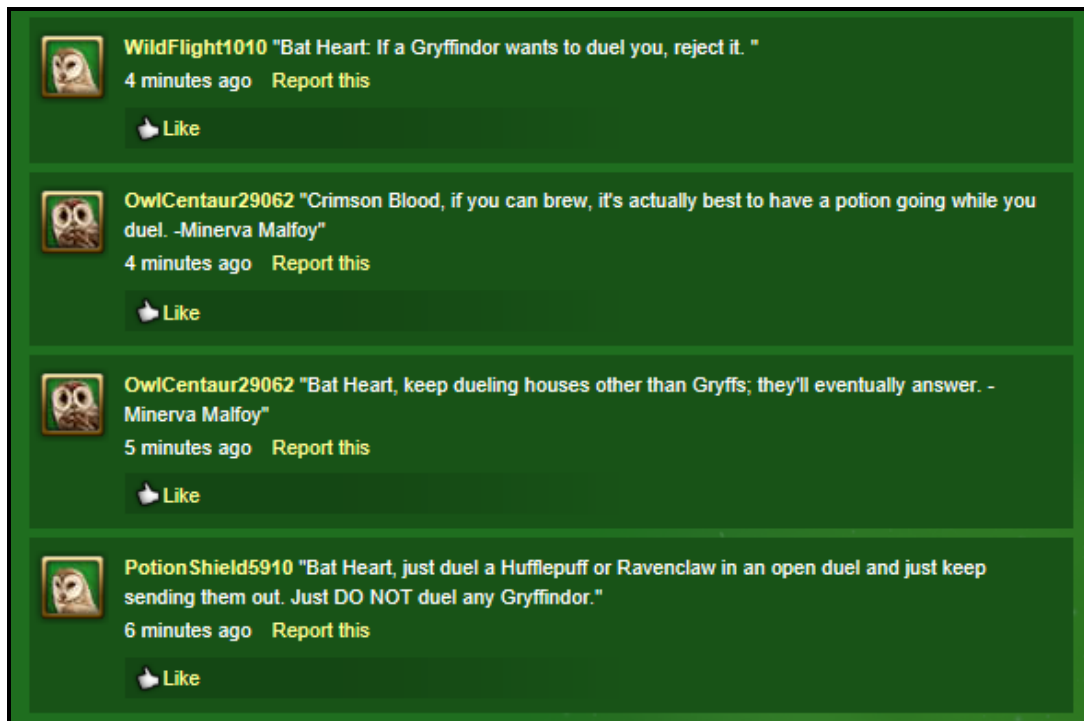 WildFlight1010 "Bat Heart: If a Gryffindor wants to duel you, reject it. "
4 minutes ago Report this
Like
OwlCentaur29062 "Crimson Blood, if you can brew, it's actually best to have a potion going while you
duel. -Minerva Malfoy"
4 minutes ago Report this
Like
OwlCentaur29062 "Bat Heart, keep dueling houses other than Gryffs; they'll eventually answer. -
Minerva Malfoy"
5 minutes ago Report this
Like
PotionShield5910 "Bat Heart, just duel a Hufflepuff or Ravenclaw in an open duel and just keep
sending them out. Just DO NOT duel any Gryffindor."
6 minutes ago Report this
Like